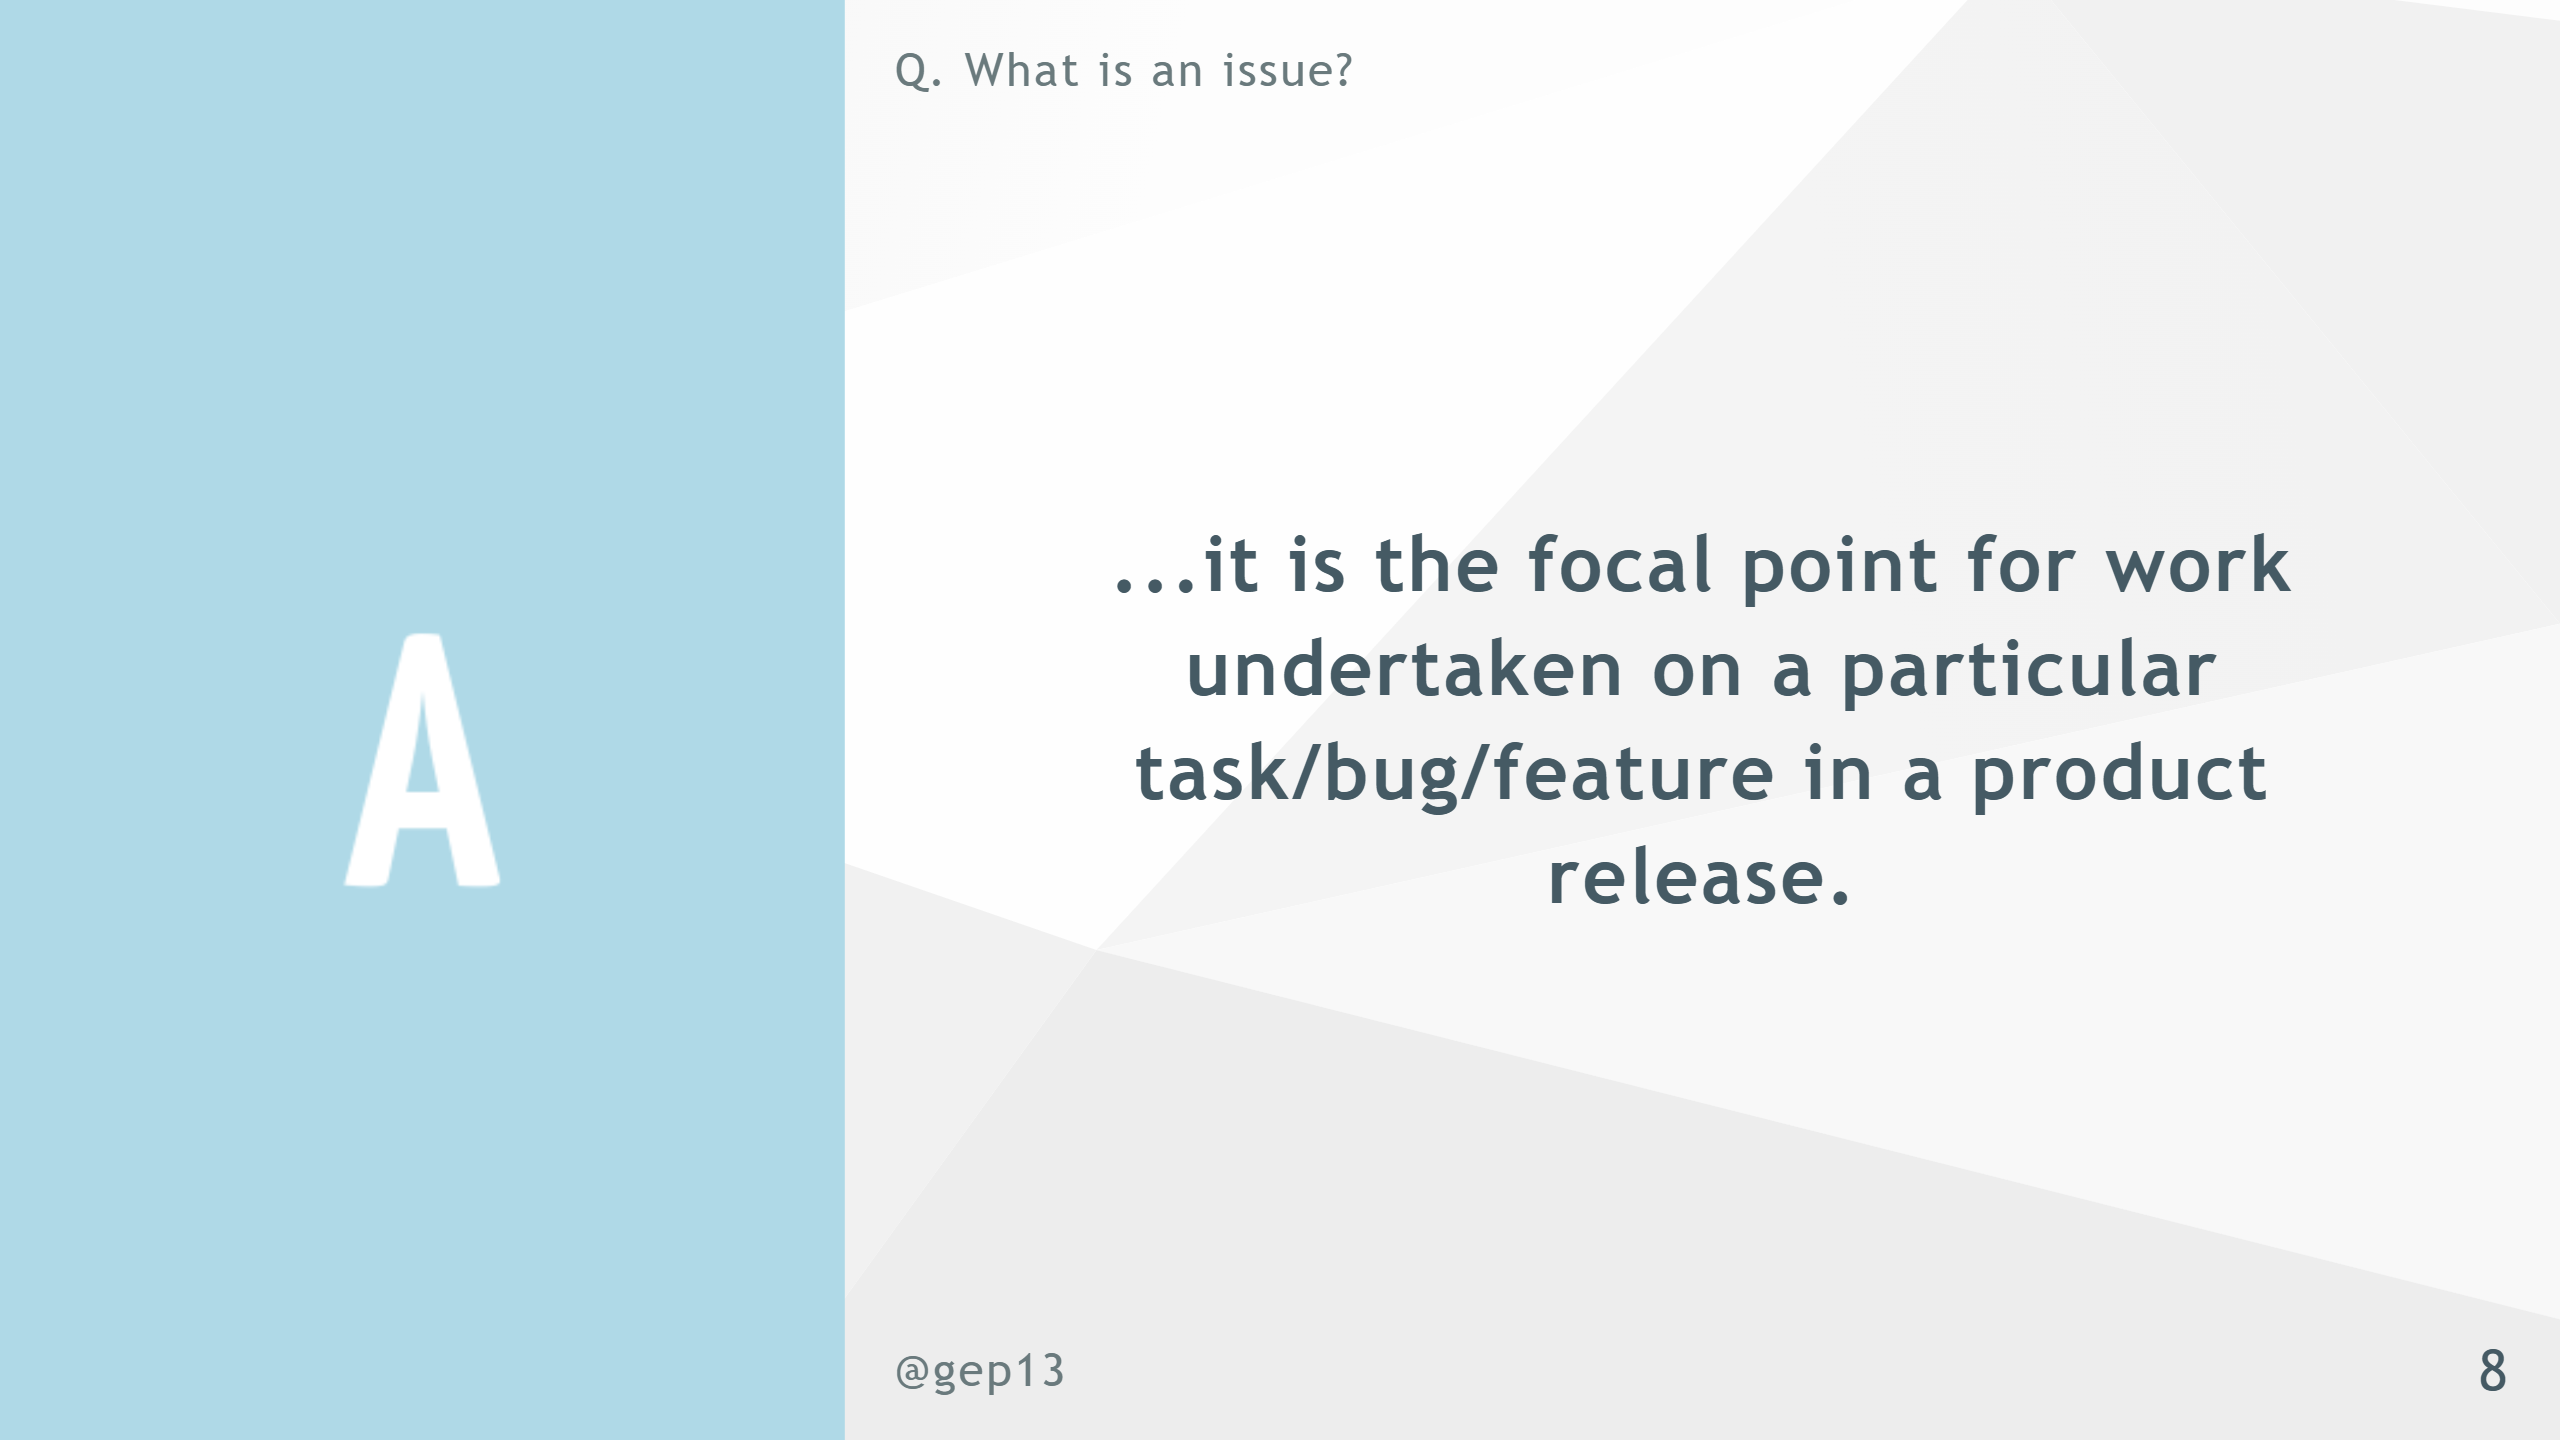 Q. What is an issue?
A
...it is the focal point for work
undertaken on a particular
task/bug/feature in a product
release.
@gep13
8